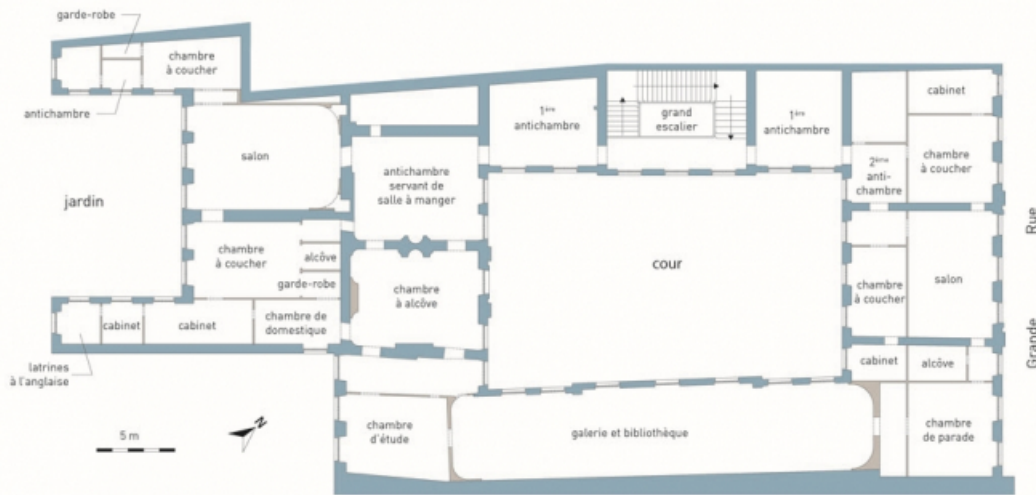 garde-robe
chambre
à coucher
antichambre
jardin
salon
1ère
antichambre
grand
escalier
1ère
antichambre
cabinet
2ème
anti-
chambre
chambre
à coucher
antichambre
servant de
salle à manger
chambre
à coucher
alcôve
garde-robe
chambre
à alcôve
cour
chambre
à coucher
salon
cabinet
cabinet
chambre de
domestique
cabinet
alcôve
latrines
à l'anglaise
chambre
d'étude
galerie et bibliothèque
chambre
de parade
5 m
N
Grande Rue